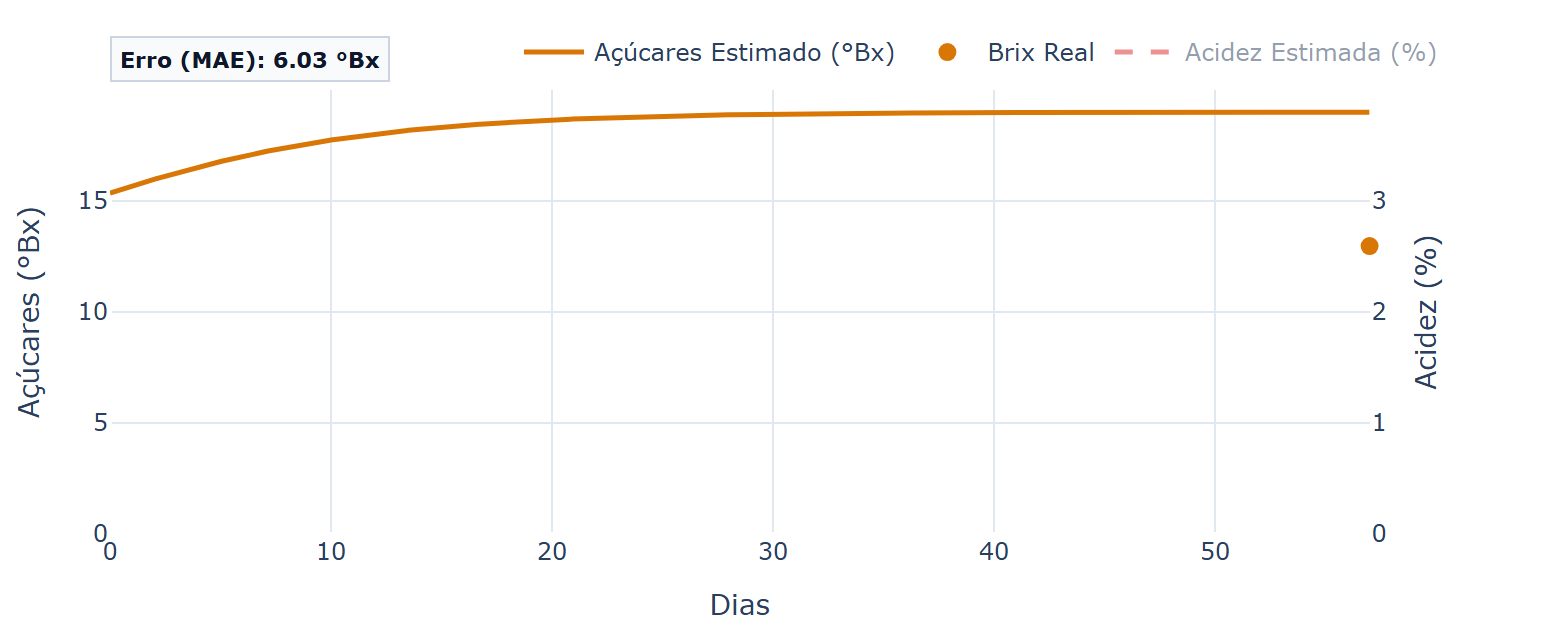 Erro (MAE): 6.03 ºBx
Açúcares Estimado (°Bx)
Brix Real
Acidez Estimada (%)
Açúcares (°Bx)
15
10
5
0
3
2
1
0
Acidez (%)
0
10
20
30
40
50
Dias